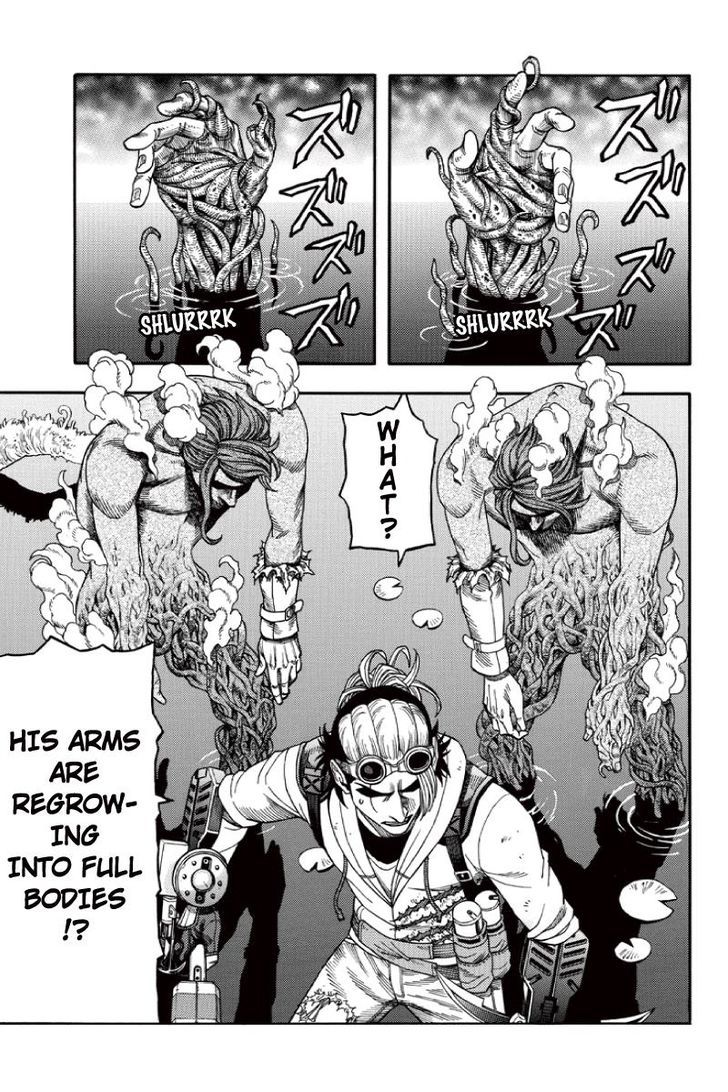 ズズズズ
SHLURRRK
ズズズズ
SHLURRRK
WHAT?
HIS ARMS
ARE
REGROW-
ING
INTO FULL
BODIES
!?